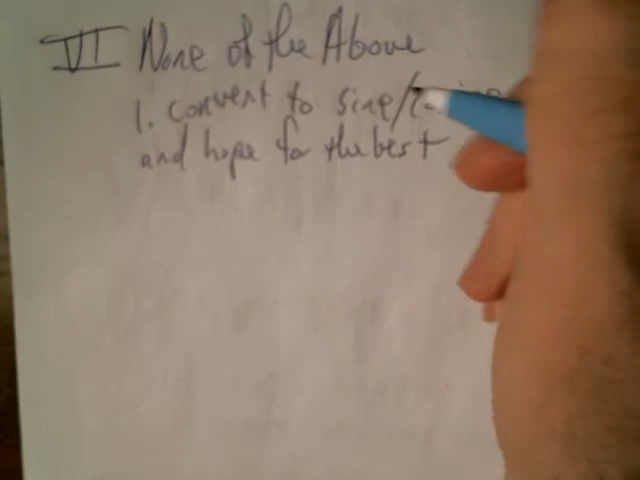 VI None of the Above
1. convert to sine/
and hope for the best